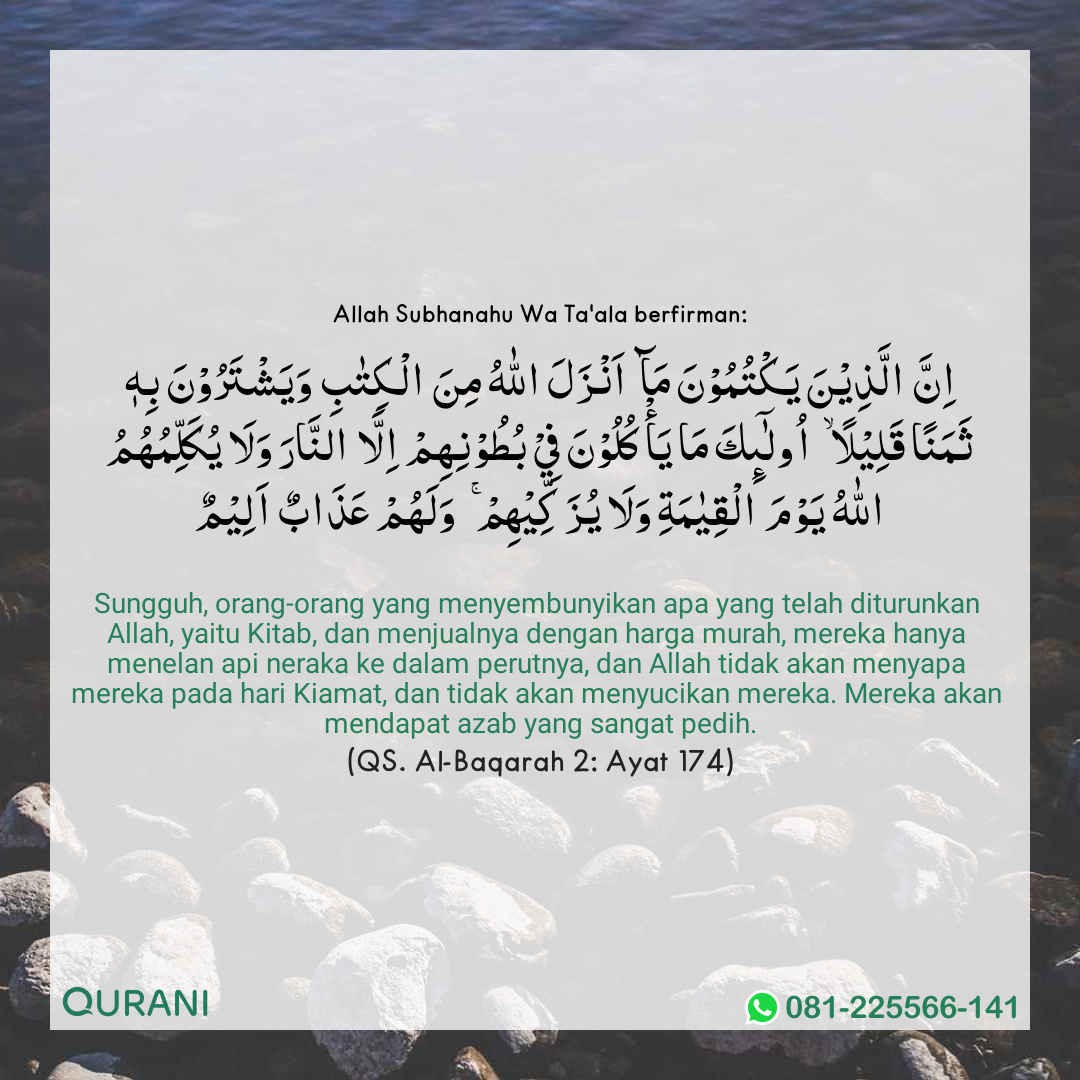 Allah Subhanahu Wa Ta'ala berfirman:
اِنَّ الَّذِيْنَ يَكْتُمُوْنَ مَآ اَنْزَلَ اللّٰهُ مِنَ الْكِتٰبِ وَيَشْتَرُوْنَ بِهٖ
ثَمَنًا قَلِيْلًاۙ اُولٰۤىِٕكَ مَا يَأْكُلُوْنَ فِيْ بُطُوْنِهِمْ اِلَّا النَّارَ وَلَا يُكَلِّمُهُمُ
اللّٰهُ يَوْمَ الْقِيٰمَةِ وَلَا يُزَكِّيْهِمْۚ وَلَهُمْ عَذَابٌ اَلِيْمٌ
Sungguh, orang-orang yang menyembunyikan apa yang telah diturunkan
Allah, yaitu Kitab, dan menjualnya dengan harga murah, mereka hanya
menelan api neraka ke dalam perutnya, dan Allah tidak akan menyapa
mereka pada hari Kiamat, dan tidak akan menyucikan mereka. Mereka akan
mendapat azab yang sangat pedih.
(QS. Al-Baqarah 2: Ayat 174)
QURANI
081-225566-141